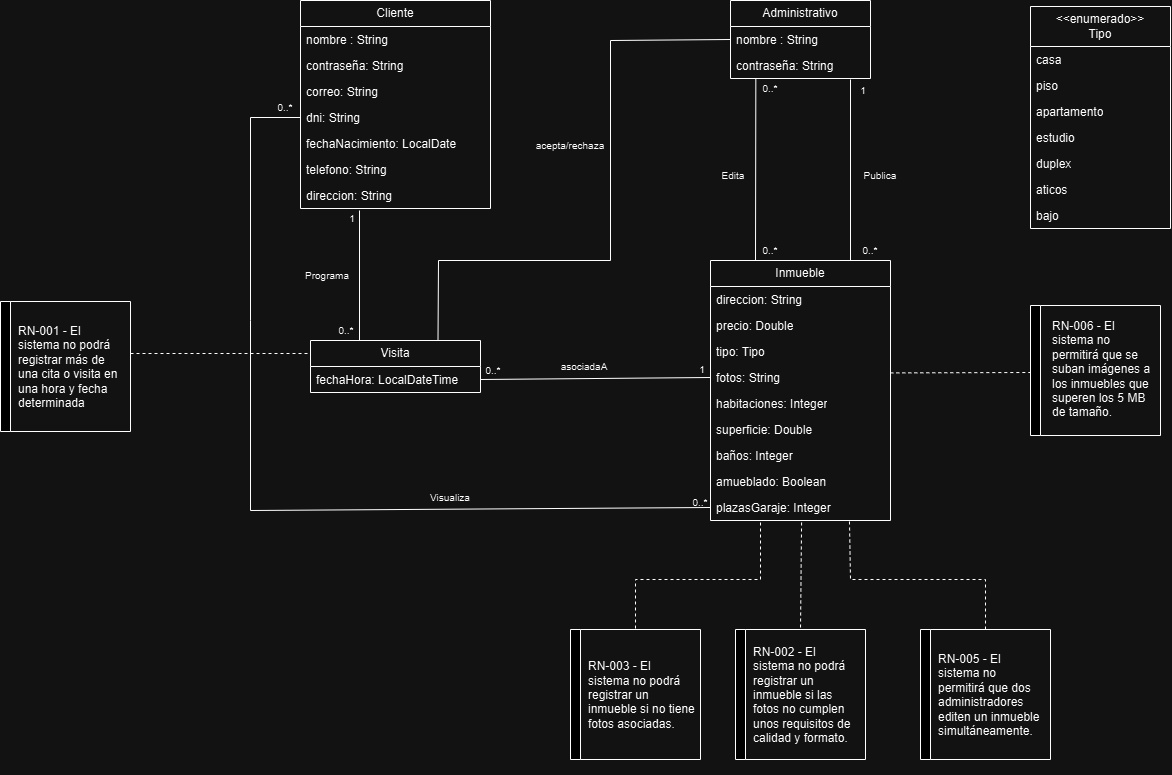 Cliente
nombre : String
contraseña: String
correo: String
dni: String
fechaNacimiento: LocalDate
telefono: String
direccion: String
Administrativo
nombre : String
contraseña: String
<<enumerado>>
Tipo
casa
piso
apartamento
estudio
duplex
aticos
bajo
0..*
acepta/rechaza
0..*
1
Edita
Publica
0..*
0..*
1
Programa
0..*
Inmueble
direccion: String
precio: Double
tipo: Tipo
fotos: String
habitaciones: Integer
superficie: Double
baños: Integer
amueblado: Boolean
plazasGaraje: Integer
RN-001 - El
sistema no podrá
registrar más de
una cita o visita en
una hora y fecha
determinada
Visita
fechaHora: LocalDateTime
0..*
asociadaA
1
RN-006 - El
sistema no
permitirá que se
suban imágenes a
los inmuebles que
superen los 5 MB
de tamaño.
Visualiza
0..*
RN-003 - El
sistema no podrá
registrar un
inmueble si no tiene
fotos asociadas.
RN-002 - El
sistema no podrá
registrar un
inmueble si las
fotos no cumplen
unos requisitos de
calidad y formato.
RN-005 - El
sistema no
permitirá que dos
administradores
editen un inmueble
simultáneamente.